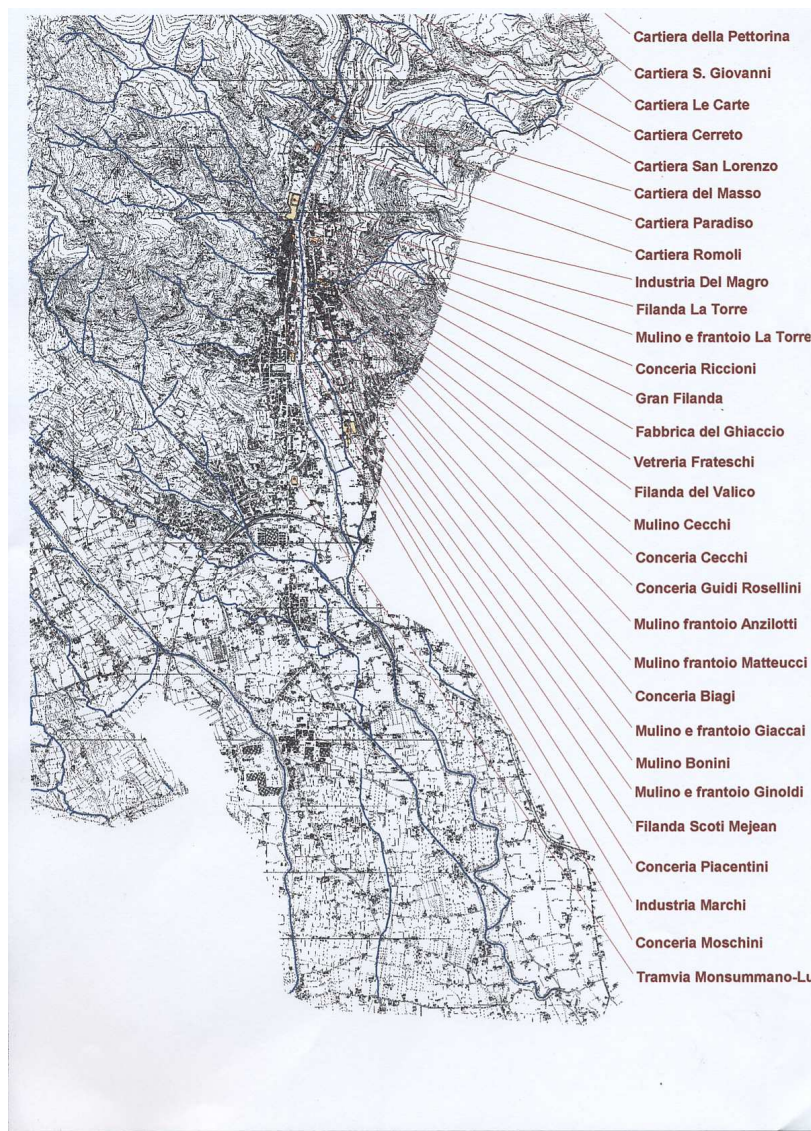 Cartiera della Pettorina
Cartiera S. Giovanni
Cartiera Le Carte
Cartiera Cerreto
Cartiera San Lorenzo
Cartiera del Masso
Cartiera Paradiso
Cartiera Romoli
Industria Del Magro
Filanda La Torre
Mulino e frantoio La Torre
Conceria Riccioni
Gran Filanda
Fabbrica del Ghiaccio
Vetreria Frateschi
Filanda del Valico
Mulino Cecchi
Conceria Cecchi
Conceria Guidi Rosellini
Mulino frantoio Anzilotti
Mulino frantoio Matteucci
Conceria Biagi
Mulino e frantoio Giaccai
Mulino Bonini
Mulino e frantoio Ginoldi
Filanda Scoti Mejean
Conceria Piacentini
Industria Marchi
Conceria Moschini
Tramvia Monsummano-Lu